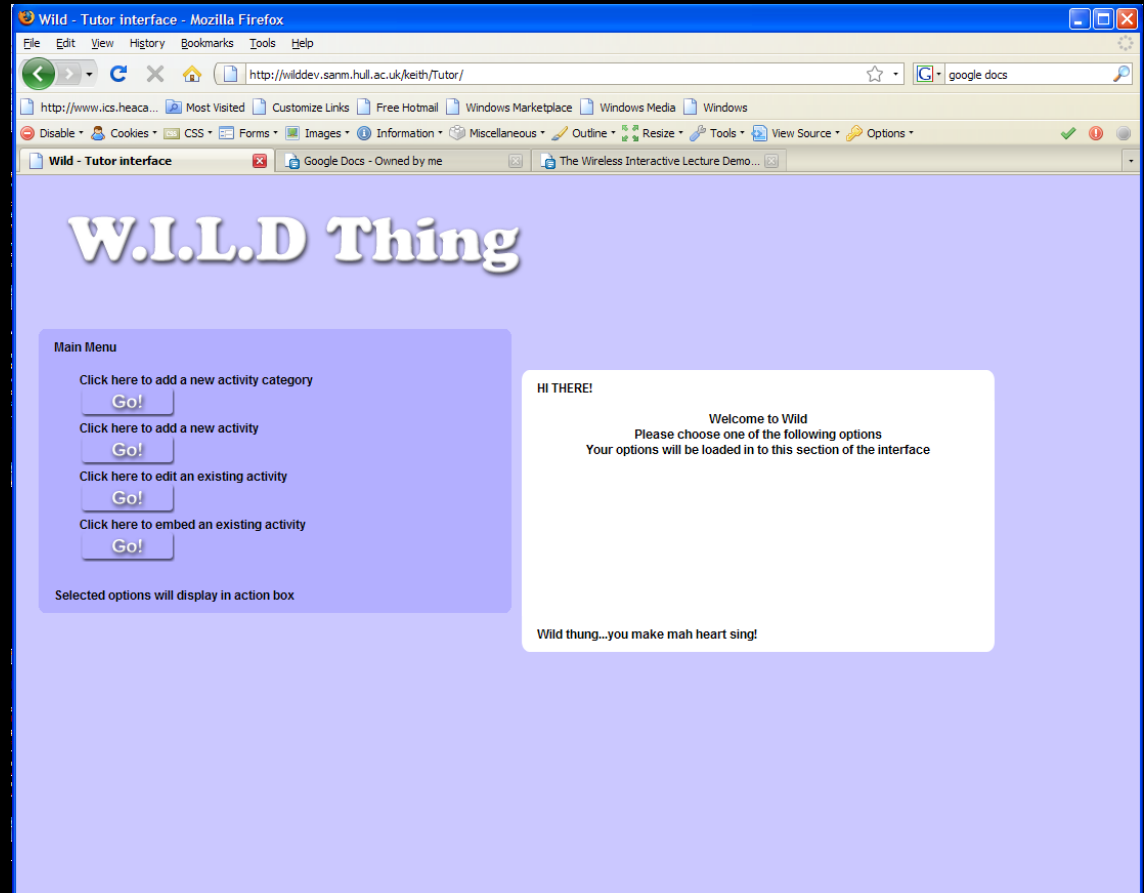 Wild - Tutor interface - Mozilla Firefox
File Edit View History Bookmarks Tools Help
http://wilddev.sanm.hull.ac.uk/keith/Tutor/
G google docs
http://www.ics.heaca... Most Visited Customize Links Free Hotmail Windows Marketplace Windows Media Windows
Disable Cookies CSS Forms Images Information Miscellaneous Outline Resize Tools View Source Options
Wild - Tutor interface Google Docs - Owned by me The Wireless Interactive Lecture Demo...
W.I.L.D Thing
Main Menu
Click here to add a new activity category
Go!
Click here to add a new activity
Go!
Click here to edit an existing activity
Go!
Click here to embed an existing activity
Go!
Selected options will display in action box
HI THERE!
Welcome to Wild
Please choose one of the following options
Your options will be loaded in to this section of the interface
Wild thung...you make mah heart sing!